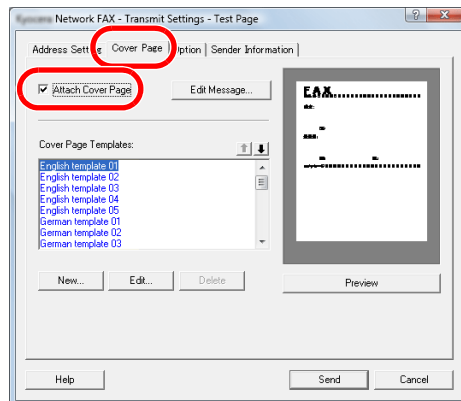 Network FAX - Transmit Settings - Test Page
Address Cover Page Option Sender Information
Attach Cover Page Edit Message...
FAX
Cover Page Templates:
English template 01
English template 02
English template 03
English template 04
English template 05
German template 01
German template 02
German template 03
New... Edit... Delete Preview
Help Send Cancel